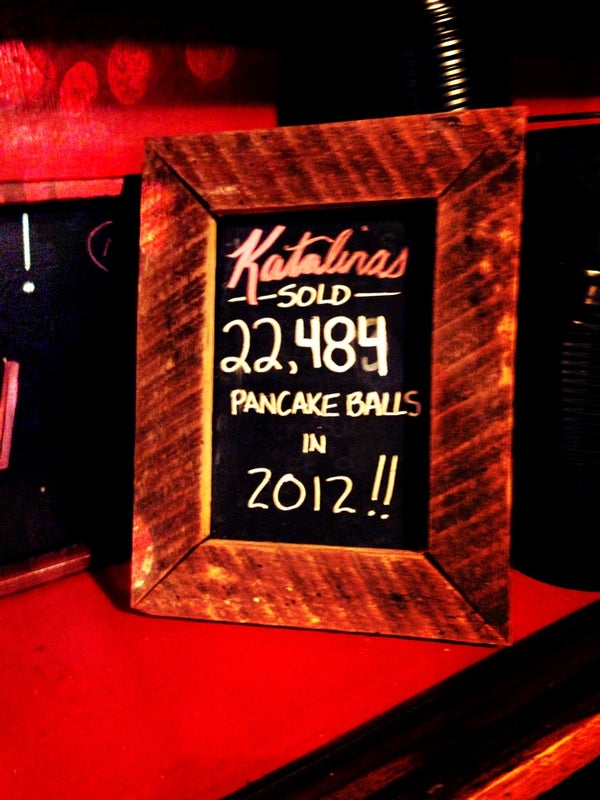 Katalinas
SOLD
22,484
PANCAKE BALLS
IN
2012!!
!